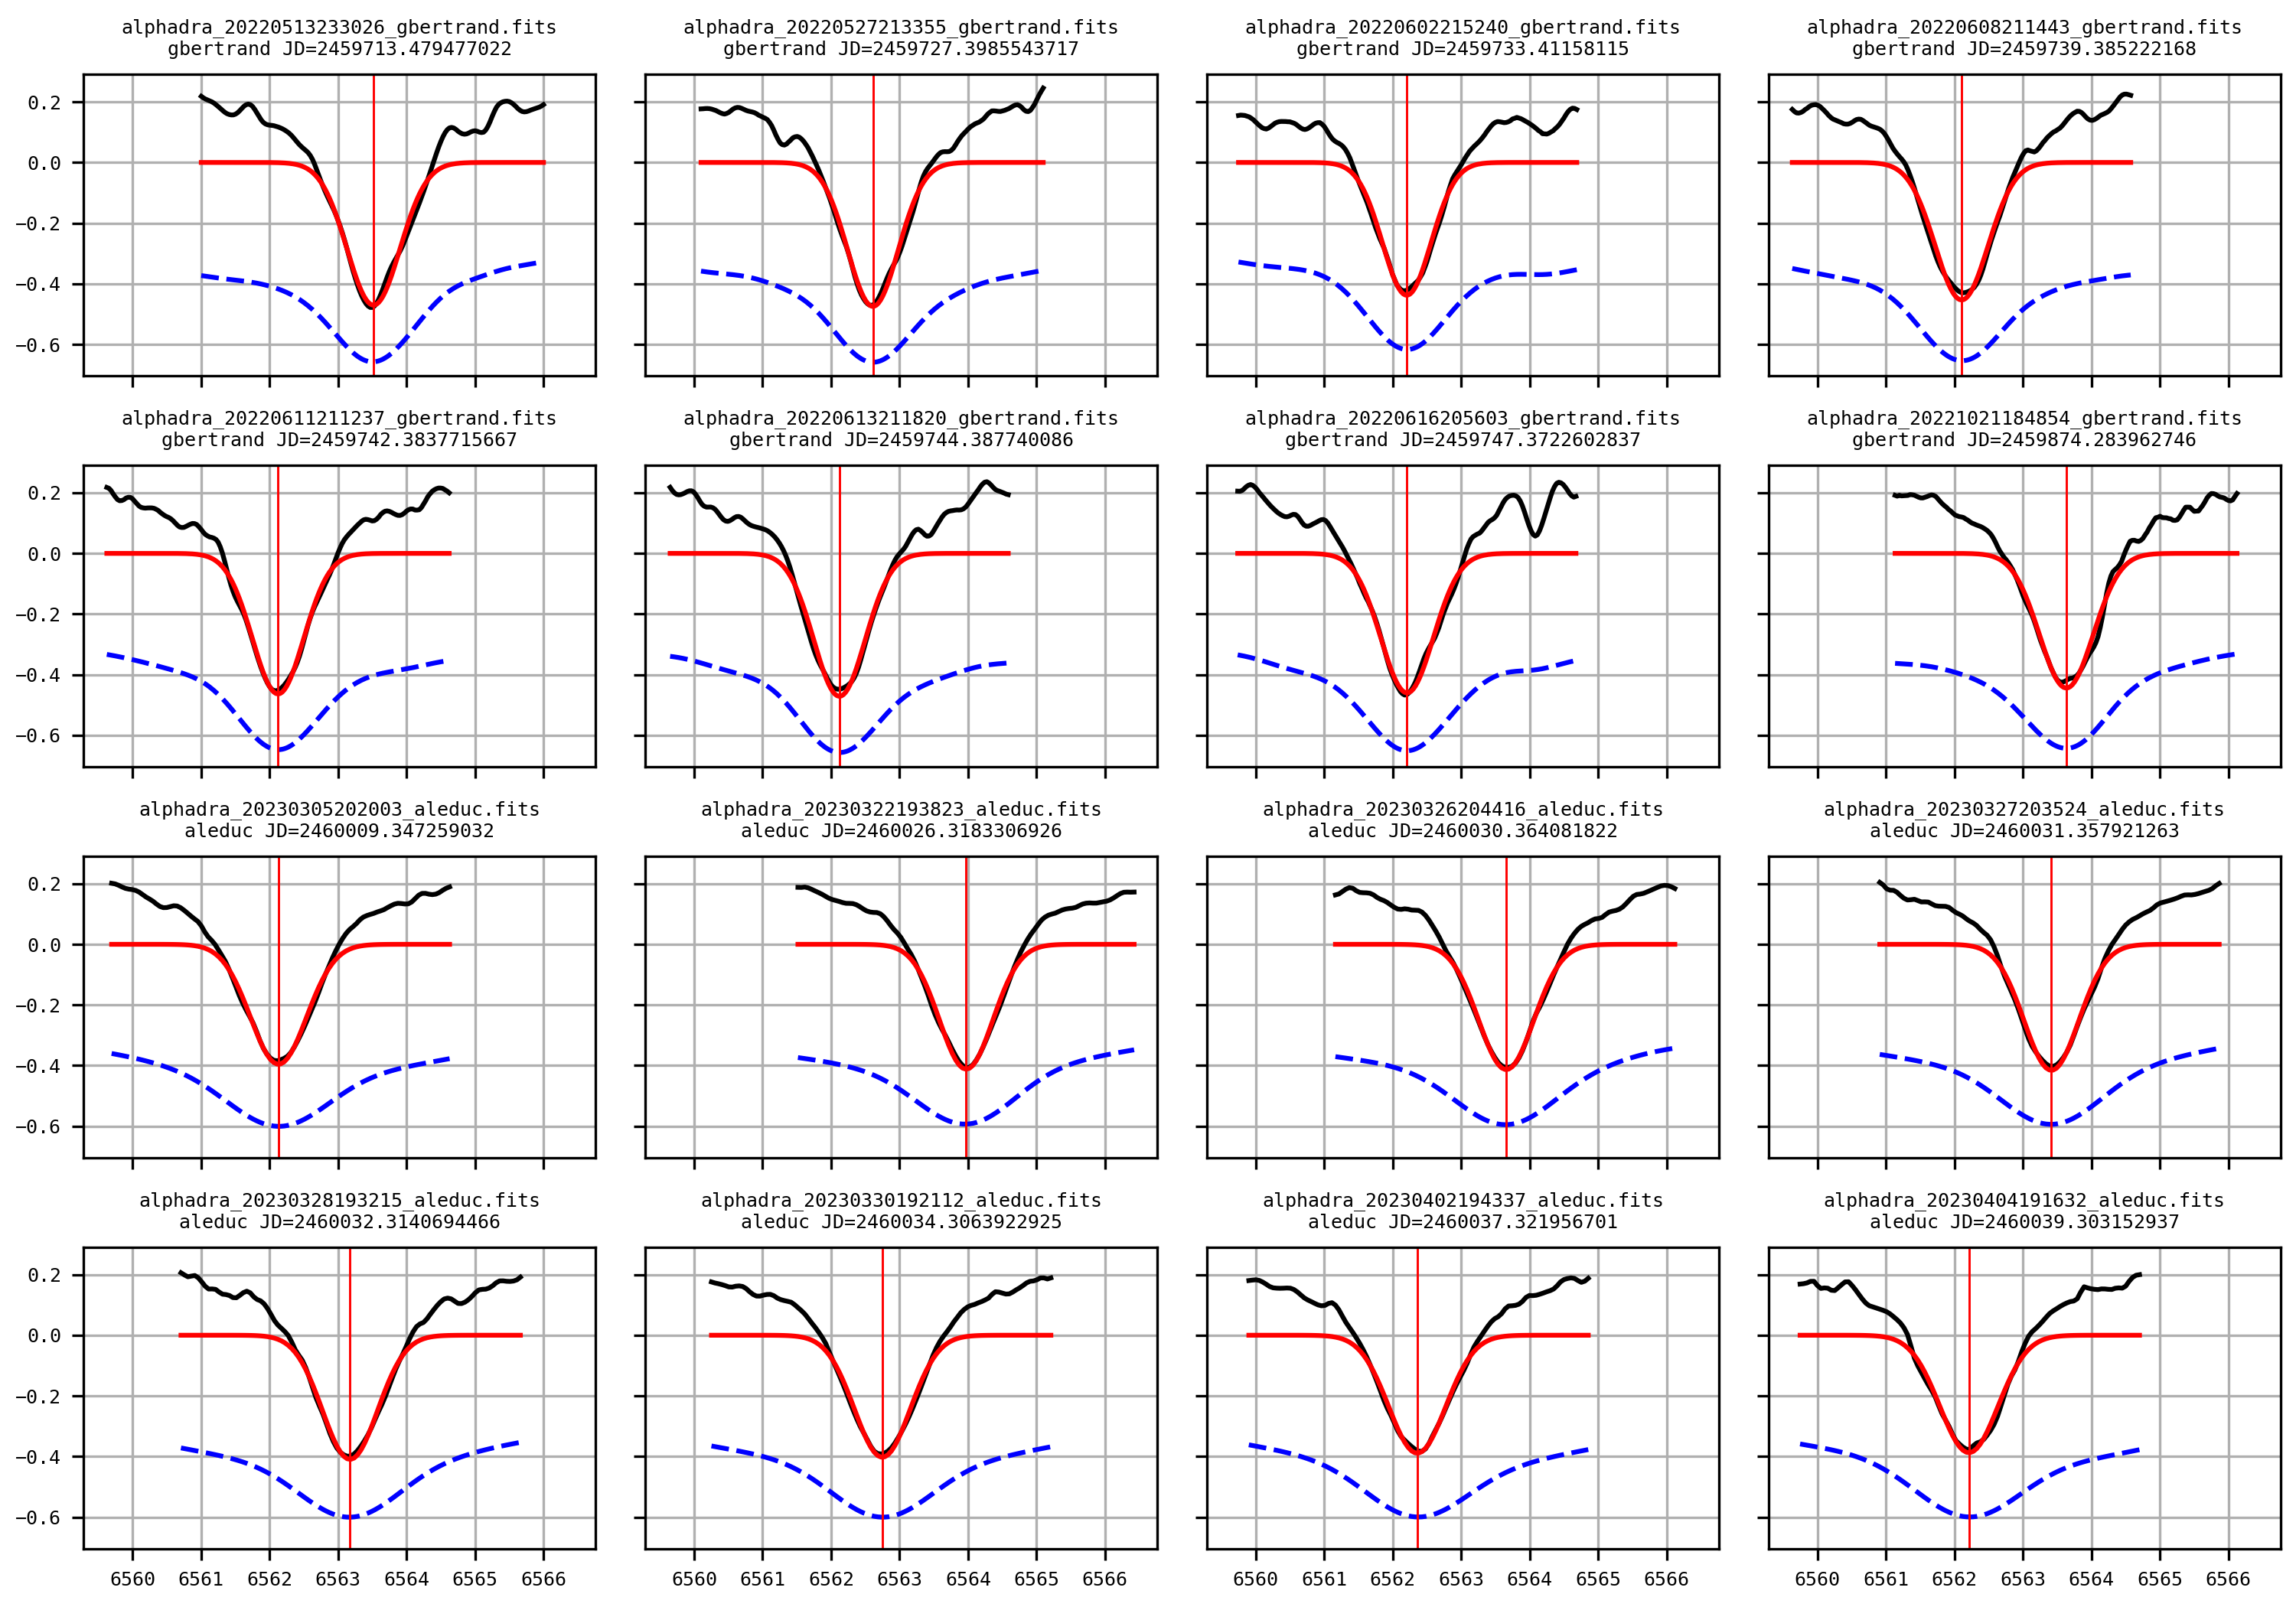 alphadra_20220513233026_gbertrand.fits
gbertrand JD=2459713.479477022
alphadra_20220527213355_gbertrand.fits
gbertrand JD=2459727.3985543717
alphadra_20220602215240_gbertrand.fits
gbertrand JD=2459733.41158115
alphadra_20220608211443_gbertrand.fits
gbertrand JD=2459739.385222168
0.2
0.0
−0.2
−0.4
−0.6
alphadra_20220611211237_gbertrand.fits
gbertrand JD=2459742.3837715667
alphadra_20220613211820_gbertrand.fits
gbertrand JD=2459744.387740086
alphadra_20220616205603_gbertrand.fits
gbertrand JD=2459747.3722602837
alphadra_20221021184854_gbertrand.fits
gbertrand JD=2459874.283962746
0.2
0.0
−0.2
−0.4
−0.6
alphadra_20230305202003_aleduc.fits
aleduc JD=2460009.347259032
alphadra_20230322193823_aleduc.fits
aleduc JD=2460026.3183306926
alphadra_20230326204416_aleduc.fits
aleduc JD=2460030.364081822
alphadra_20230327203524_aleduc.fits
aleduc JD=2460031.357921263
0.2
0.0
−0.2
−0.4
−0.6
alphadra_20230328193215_aleduc.fits
aleduc JD=2460032.3140694466
alphadra_20230330192112_aleduc.fits
aleduc JD=2460034.3063922925
alphadra_20230402194337_aleduc.fits
aleduc JD=2460037.321956701
alphadra_20230404191632_aleduc.fits
aleduc JD=2460039.303152937
0.2
0.0
−0.2
−0.4
−0.6
6560 6561 6562 6563 6564 6565 6566
6560 6561 6562 6563 6564 6565 6566
6560 6561 6562 6563 6564 6565 6566
6560 6561 6562 6563 6564 6565 6566